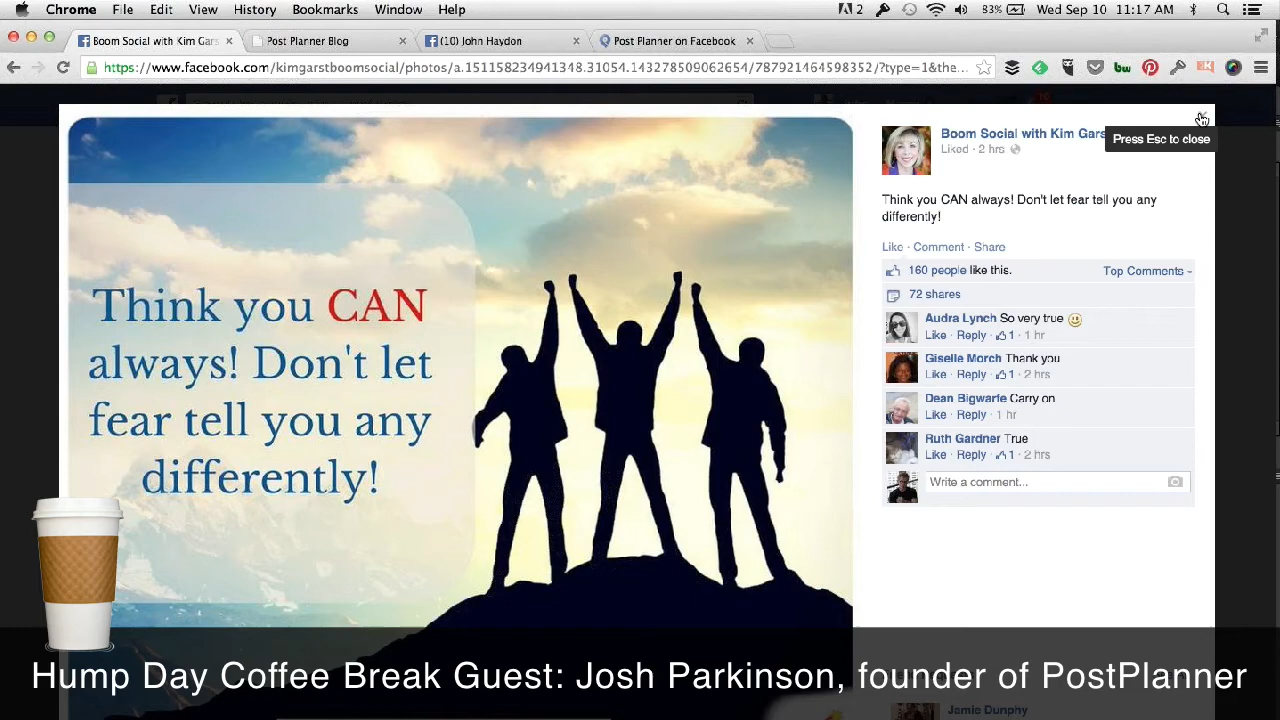 Chrome File Edit View History Bookmarks Window Help 2 83% Wed Sep 10 11:17 AM
Boom Social with Kim Gars Post Planner Blog (10) John Haydon Post Planner on Facebook
https://www.facebook.com/kimgarstboomsocial/photos/a.151158234941348.31054.143278509062654/787921464598352/?type=1&the...
Boom Social with Kim Gars
Press Esc to close
Liked · 2 hrs
Think you CAN always! Don't let fear tell you any
differently!
Like · Comment · Share
160 people like this. Top Comments
72 shares
Audra Lynch So very true
Like · Reply · 1 · 1 hr
Giselle Morch Thank you
Like · Reply · 1 · 2 hrs
Dean Bigwarfe Carry on
Like · Reply · 1 hr
Ruth Gardner True
Like · Reply · 1 · 2 hrs
Write a comment...
Think you CAN
always! Don't let
fear tell you any
differently!
Hump Day Coffee Break Guest: Josh Parkinson, founder of PostPlanner
Jamie Dunphy